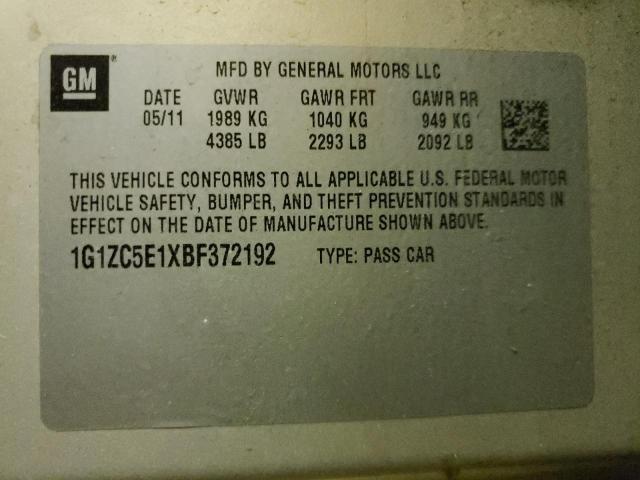 GM ®
MFD BY GENERAL MOTORS LLC
DATE GVWR GAWR FRT GAWR RR
05/11 1989 KG 1040 KG 949 KG
4385 LB 2293 LB 2092 LB
THIS VEHICLE CONFORMS TO ALL APPLICABLE U.S. FEDERAL MOTOR
VEHICLE SAFETY, BUMPER, AND THEFT PREVENTION STANDARDS IN
EFFECT ON THE DATE OF MANUFACTURE SHOWN ABOVE.
1G1ZC5E1XBF372192 TYPE: PASS CAR